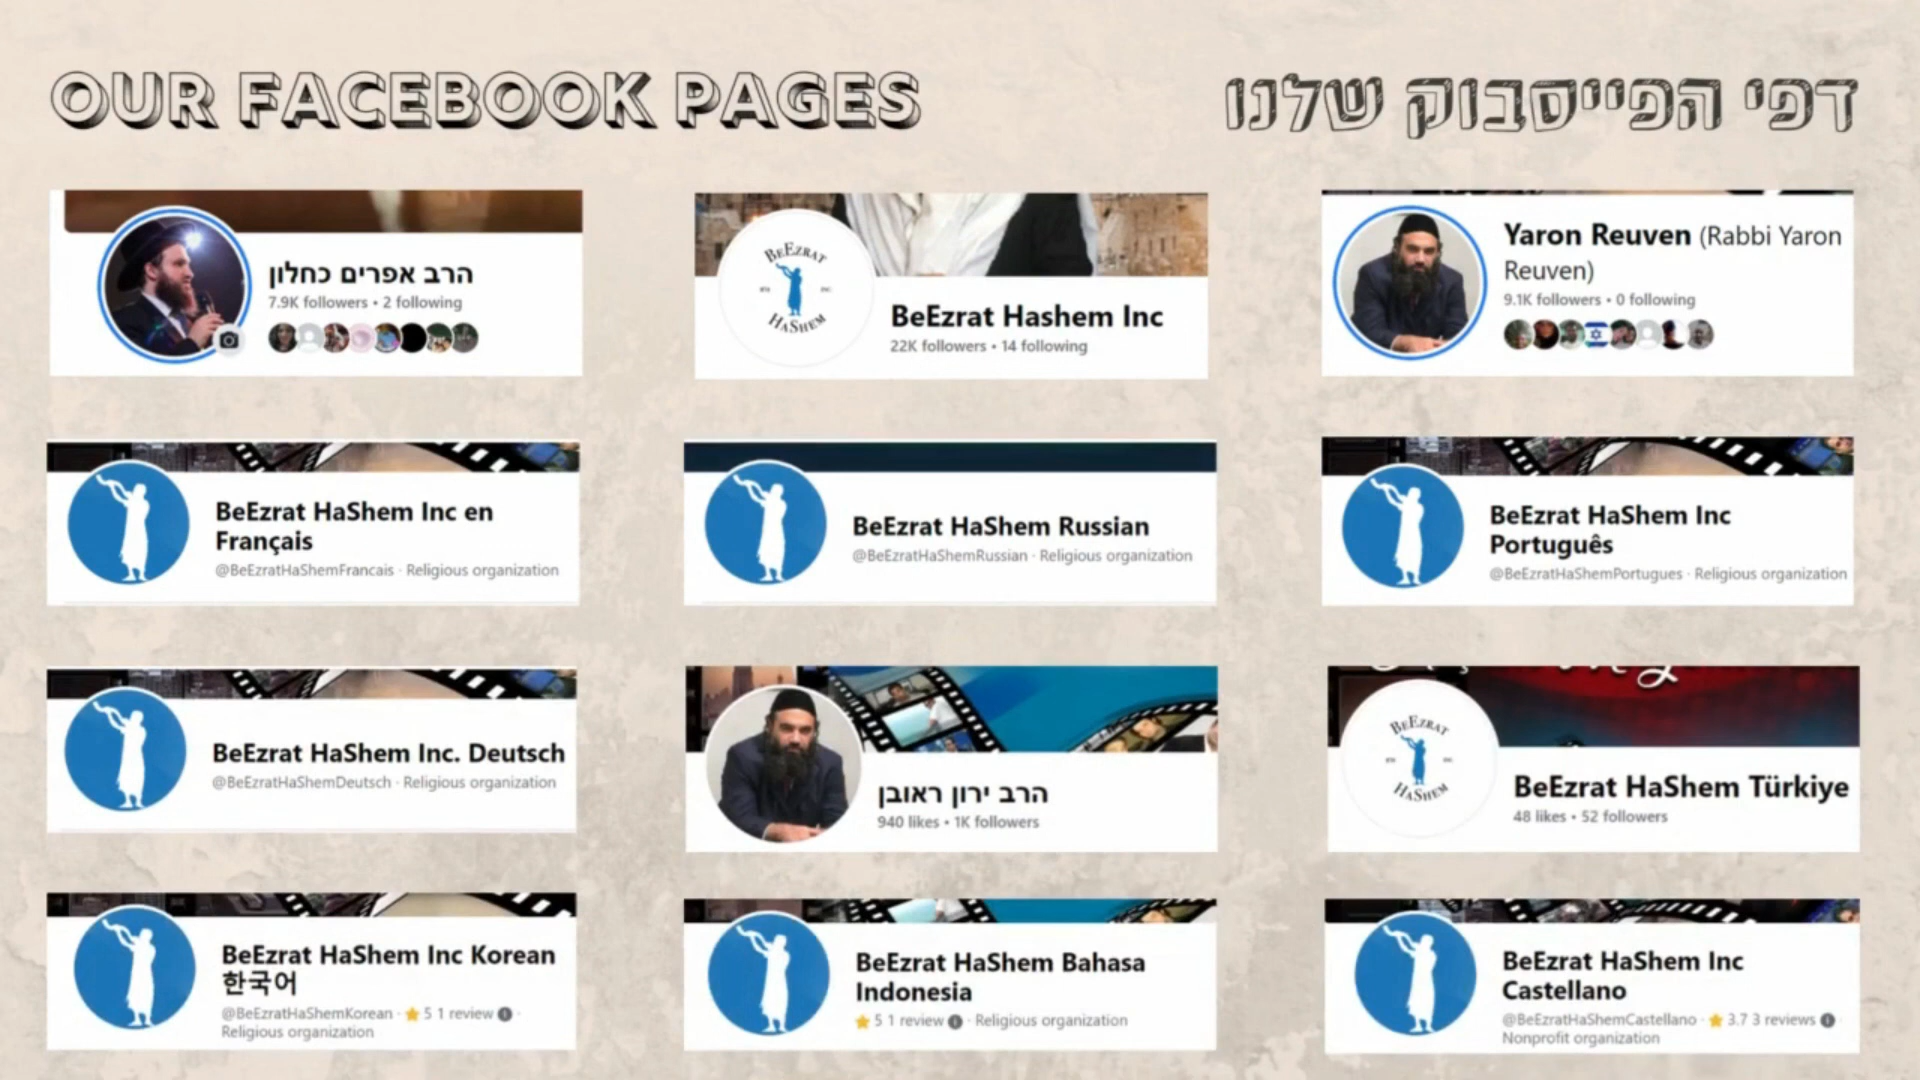 OUR FACEBOOK PAGES
דפי הפייסבוק שלנו
הרב אפרים כחלון
7.9K followers • 2 following
BEEZRAT
HASHEM
BeEzrat Hashem Inc
22K followers • 14 following
Yaron Reuven (Rabbi Yaron
Reuven)
9.1K followers • 0 following
BeEzrat HaShem Inc en
Français
@BeEzratHaShemFrancais · Religious organization
BeEzrat HaShem Russian
@BeEzratHaShemRussian · Religious organization
BeEzrat HaShem Inc
Português
@BeEzratHaShemPortugues · Religious organization
BeEzrat HaShem Inc. Deutsch
@BeEzratHaShemDeutsch · Religious organization
הרב ירון ראובן
940 likes • 1K followers
BEEZRAT
HASHEM
BeEzrat HaShem Türkiye
48 likes • 52 followers
BeEzrat HaShem Inc Korean
한국어
@BeEzratHaShemKorean · 5 1 review ·
Religious organization
BeEzrat HaShem Bahasa
Indonesia
5 1 review · Religious organization
BeEzrat HaShem Inc
Castellano
@BeEzratHaShemCastellano · 3.7 3 reviews ·
Nonprofit organization